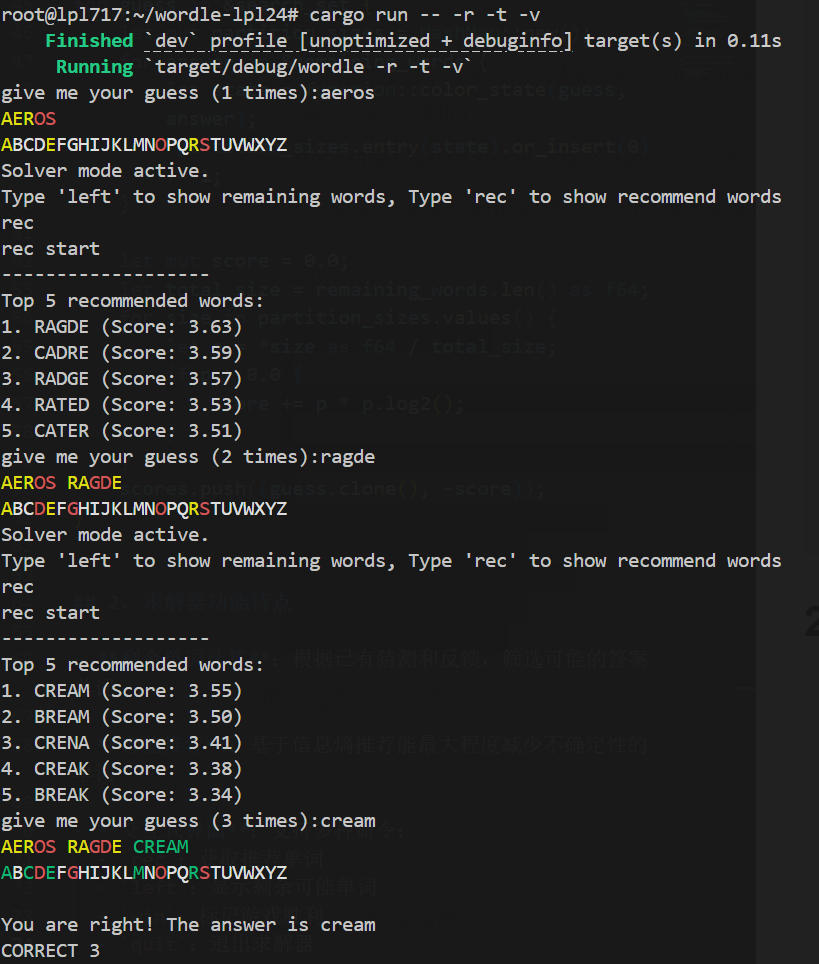 root@lpl717:~/wordle-lpl24# cargo run -- -r -t -v
    Finished `dev` profile [unoptimized + debuginfo] target(s) in 0.11s
     Running `target/debug/wordle -r -t -v`
give me your guess (1 times):aeros
AEROS
ABCDEFGHIJKLMNOPQRSTUVWXYZ
Solver mode active.
Type 'left' to show remaining words, Type 'rec' to show recommend words
rec
rec start
-------------------
Top 5 recommended words:
1. RAGDE (Score: 3.63)
2. CADRE (Score: 3.59)
3. RADGE (Score: 3.57)
4. RATED (Score: 3.53)
5. CATER (Score: 3.51)
give me your guess (2 times):ragde
AEROS RAGDE
ABCDEFGHIJKLMNOPQRSTUVWXYZ
Solver mode active.
Type 'left' to show remaining words, Type 'rec' to show recommend words
rec
rec start
-------------------
Top 5 recommended words:
1. CREAM (Score: 3.55)
2. BREAM (Score: 3.50)
3. CRENA (Score: 3.41)
4. CREAK (Score: 3.38)
5. BREAK (Score: 3.34)
give me your guess (3 times):cream
AEROS RAGDE CREAM
ABCDEFGHIJKLMNOPQRSTUVWXYZ
You are right! The answer is cream
CORRECT 3